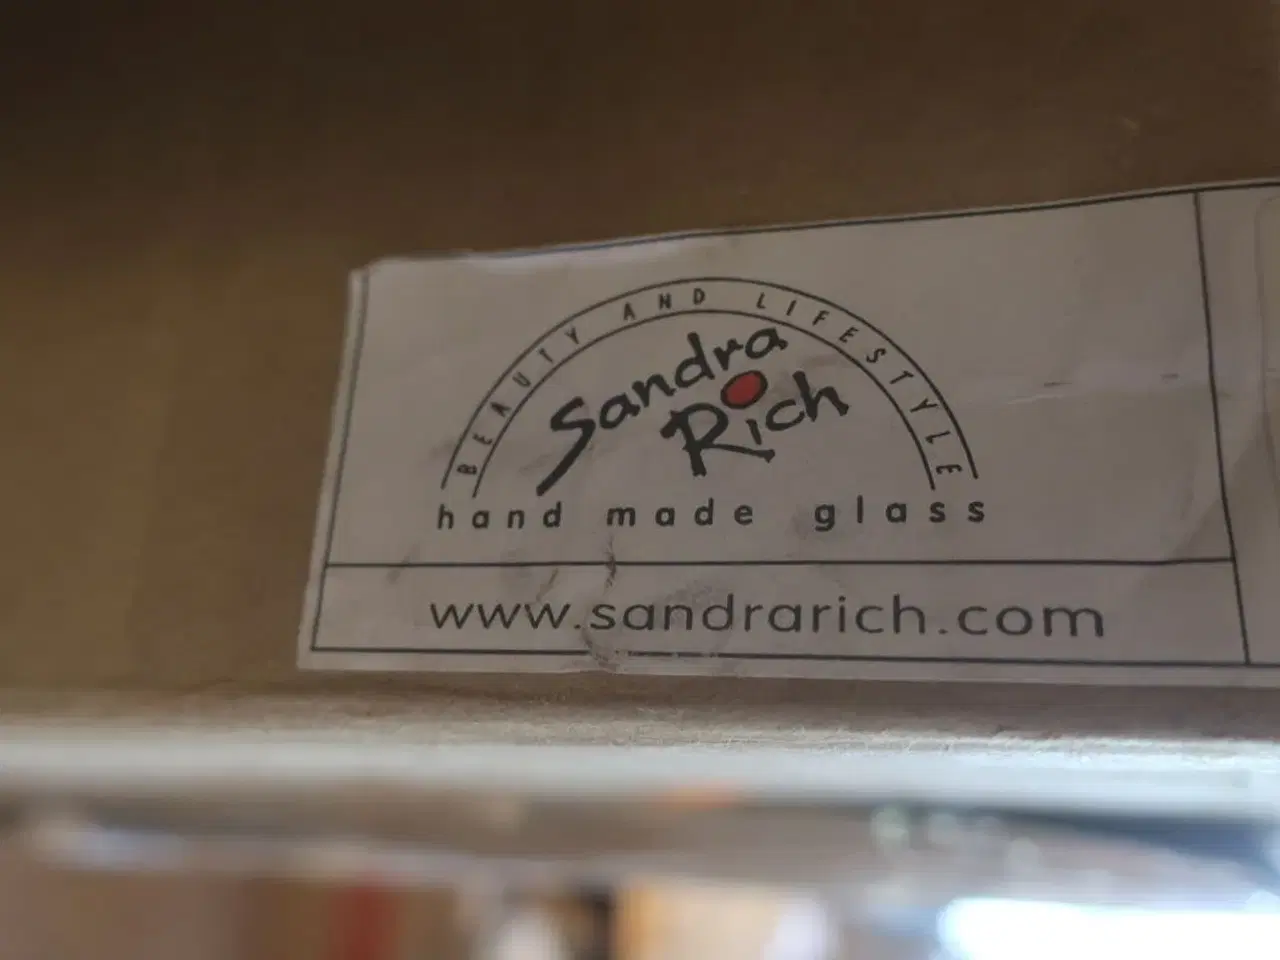 BEAUTY AND LIFESTYLE
Sandra
Rich
hand made glass
www.sandrarich.com